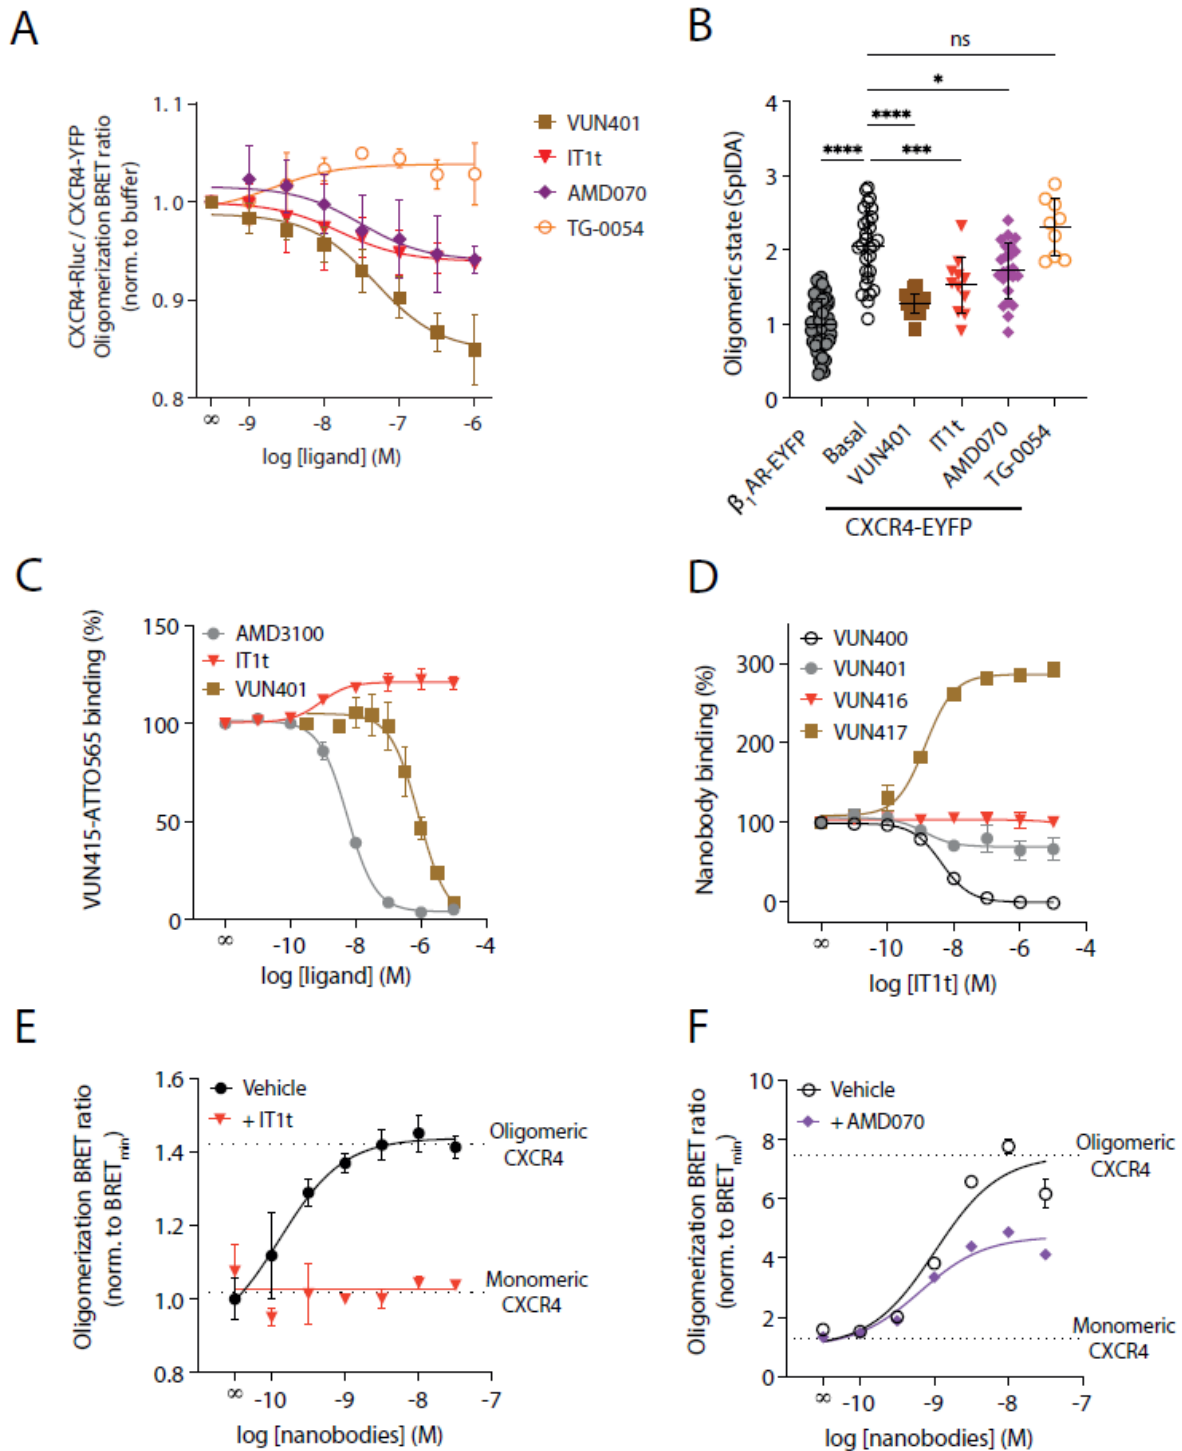 A
CXCR4-Rluc / CXCR4-YFP
Oligomerization BRET ratio
(norm. to buffer)
1.1
1.0
0.9
0.8
∞ -9 -8 -7 -6
log [ligand] (M)
VUN401
IT1t
AMD070
TG-0054
B
ns
*
****
**** ***
Oligomeric state (SpIDA)
4
3
2
1
0
β1AR-EYFP
Basal
VUN401
IT1t
AMD070
TG-0054
CXCR4-EYFP
C
VUN415-ATTO565 binding (%)
150
100
50
0
AMD3100
IT1t
VUN401
∞ -10 -8 -6 -4
log [ligand] (M)
D
Nanobody binding (%)
300
200
100
0
VUN400
VUN401
VUN416
VUN417
∞ -10 -8 -6 -4
log [IT1t] (M)
E
Oligomerization BRET ratio
(norm. to BRETmin)
1.6
1.4
1.2
1.0
0.8
Vehicle
+ IT1t
Oligomeric
CXCR4
Monomeric
CXCR4
∞ -10 -9 -8 -7
log [nanobodies] (M)
F
Oligomerization BRET ratio
(norm. to BRETmin)
10
8
6
4
2
0
Vehicle
+ AMD070
Oligomeric
CXCR4
Monomeric
CXCR4
∞ -10 -9 -8 -7
log [nanobodies] (M)